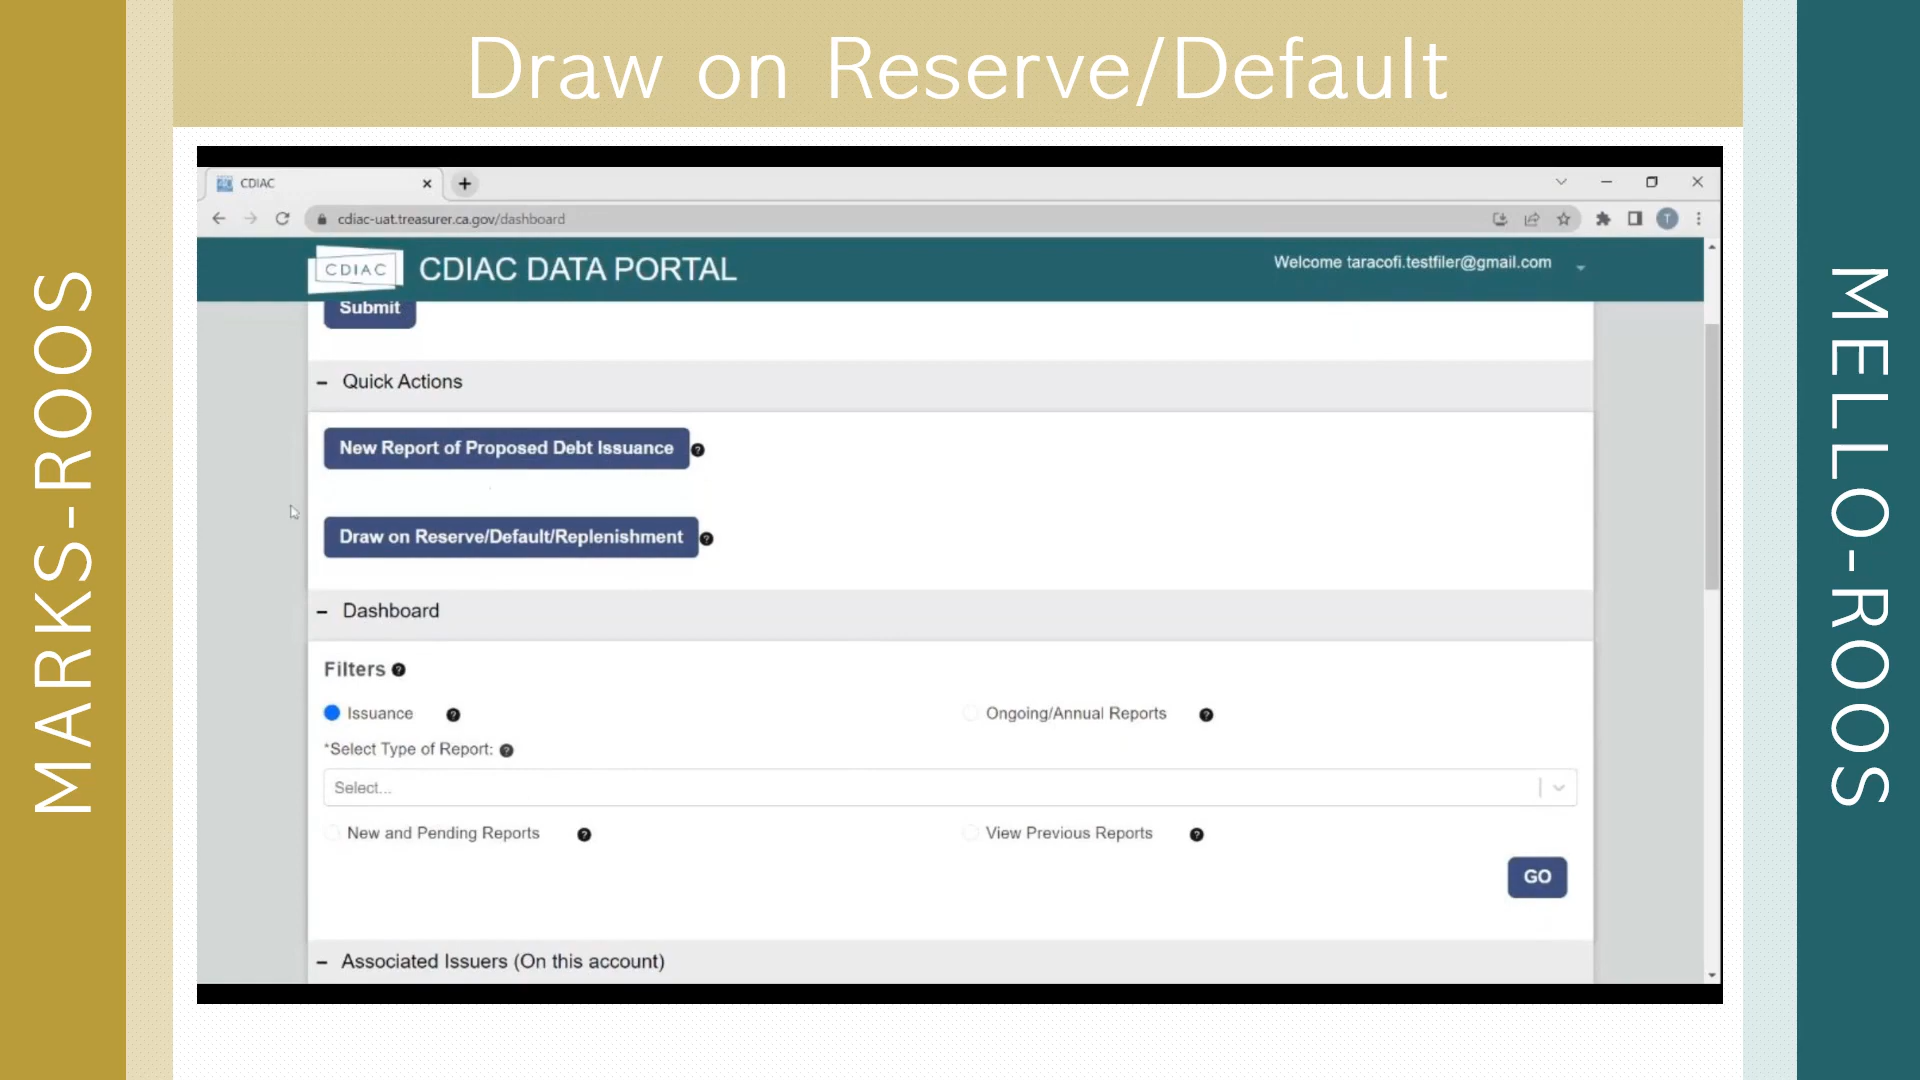 Draw on Reserve/Default
MARKS-ROOS
CDIAC
cdiac-uat.treasurer.ca.gov/dashboard
T
CDIAC
CDIAC DATA PORTAL
Welcome taracofi.testfiler@gmail.com
Submit
– Quick Actions
New Report of Proposed Debt Issuance ?
Draw on Reserve/Default/Replenishment ?
– Dashboard
Filters ?
Issuance ?
Ongoing/Annual Reports ?
*Select Type of Report: ?
Select...
New and Pending Reports ?
View Previous Reports ?
GO
– Associated Issuers (On this account)
MELLO-ROOS